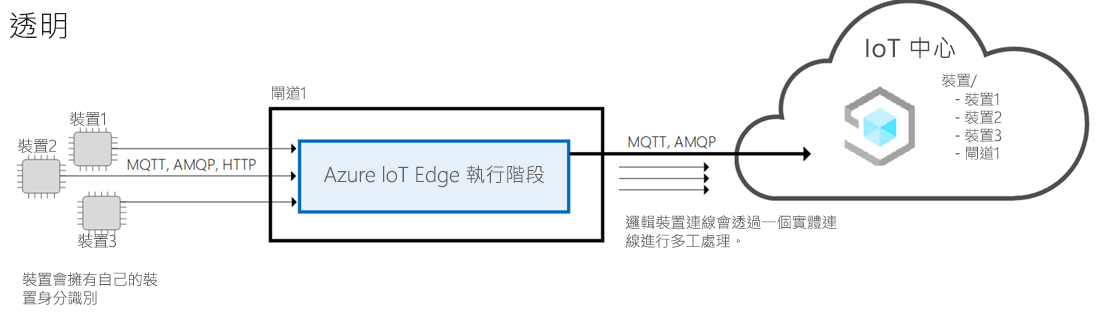 透明
IoT 中心
裝置/
- 裝置1
- 裝置2
- 裝置3
- 閘道1
閘道1
裝置1
裝置2
MQTT, AMQP, HTTP
Azure IoT Edge 執行階段
MQTT, AMQP
裝置3
邏輯裝置連線會透過一個實體連
線進行多工處理。
裝置會擁有自己的裝
置身分識別